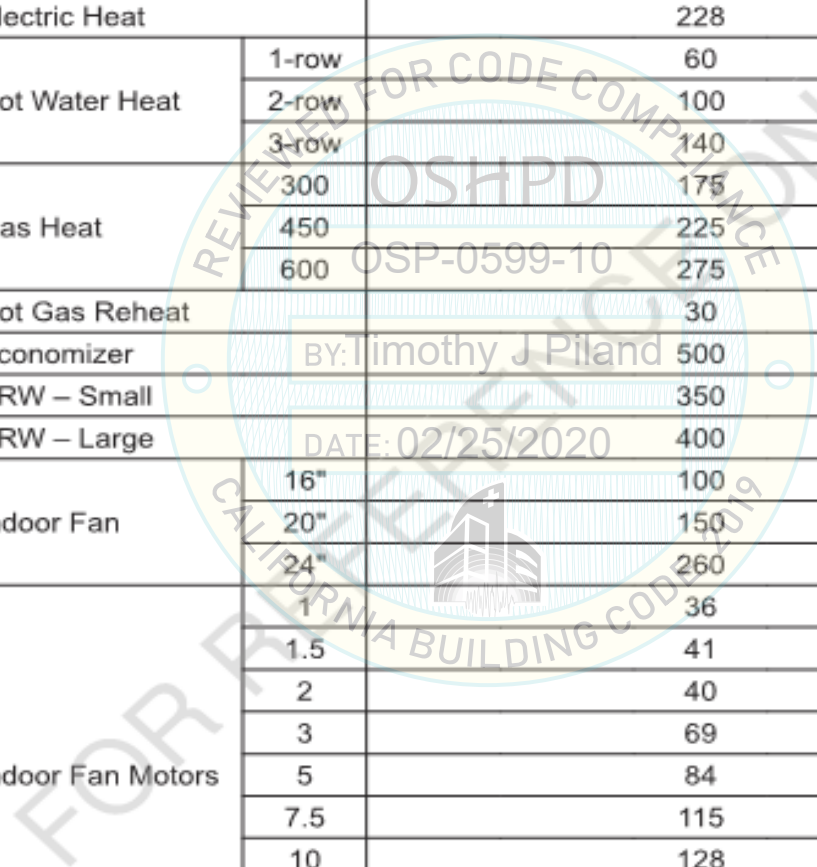 lectric Heat 228
1-row 60
ot Water Heat 2-row 100
3-row 140
300 175
as Heat 450 225
600 275
ot Gas Reheat 30
conomizer 500
RW – Small 350
RW – Large 400
16" 100
door Fan 20" 150
24" 260
1 36
1.5 41
2 40
3 69
door Fan Motors 5 84
7.5 115
10 128
REVIEWED FOR CODE COMPLIANCE
OSHPD
OSP-0599-10
BY: Timothy J Piland
DATE: 02/25/2020
CALIFORNIA BUILDING CODE 2019
FOR REFERENCE ON